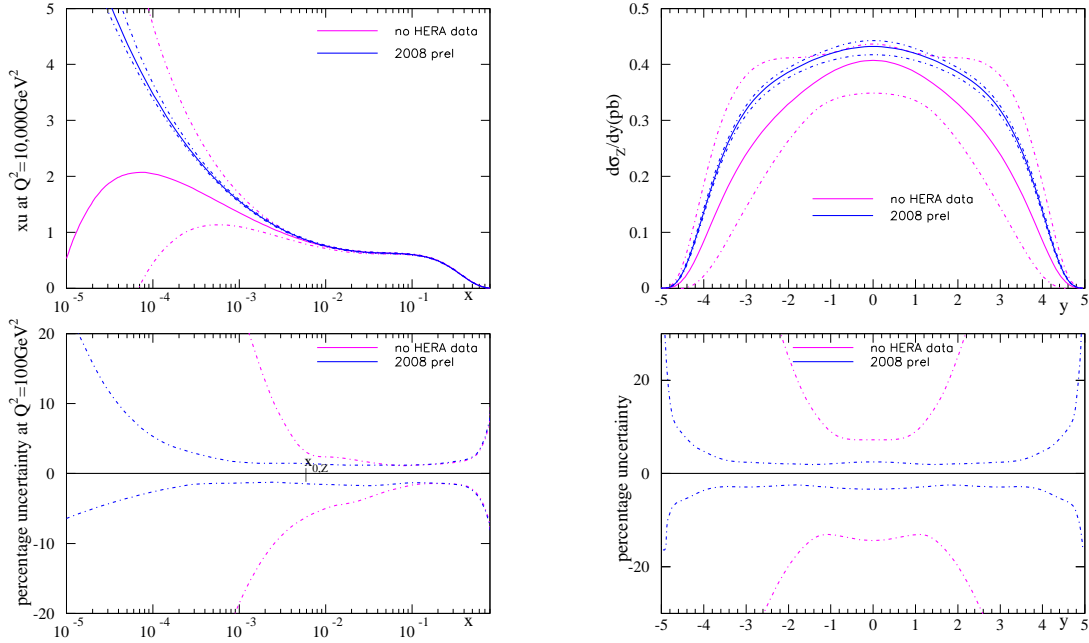 xu at Q²=10,000GeV²
5
4
3
2
1
0
no HERA data
2008 prel
10⁻⁵ 10⁻⁴ 10⁻³ 10⁻² 10⁻¹ x
dσ_Z/dy(pb)
0.5
0.4
0.3
0.2
0.1
0
no HERA data
2008 prel
-5 -4 -3 -2 -1 0 1 2 3 4 5
y
percentage uncertainty at Q²=100GeV²
20
10
0
-10
-20
no HERA data
2008 prel
x_{0,Z}
10⁻⁵ 10⁻⁴ 10⁻³ 10⁻² 10⁻¹ x
percentage uncertainty
20
0
-20
no HERA data
2008 prel
-5 -4 -3 -2 -1 0 1 2 3 4 5
y